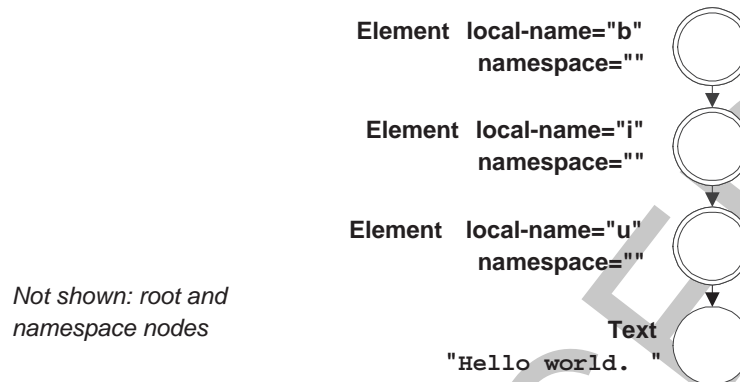 Element local-name="b"
namespace=""
Element local-name="i"
namespace=""
Element local-name="u"
namespace=""
Not shown: root and
namespace nodes
Text
"Hello world. "